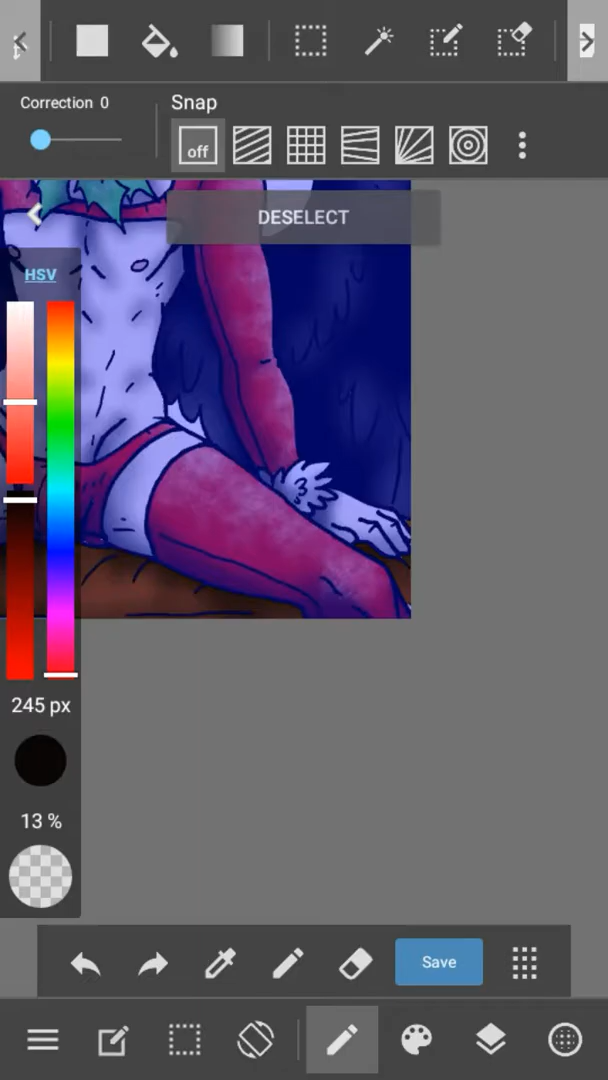 Correction 0
Snap
off
DESELECT
HSV
245 px
13 %
Save